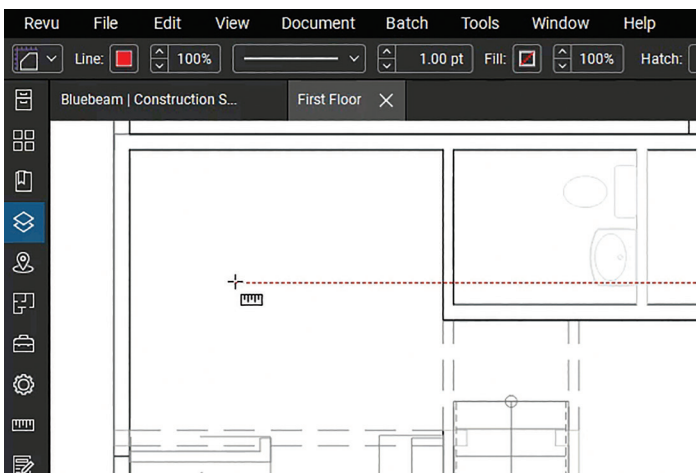 Revu File Edit View Document Batch Tools Window Help
Line: 100% 1.00 pt Fill: 100% Hatch:
Bluebeam | Construction S... First Floor